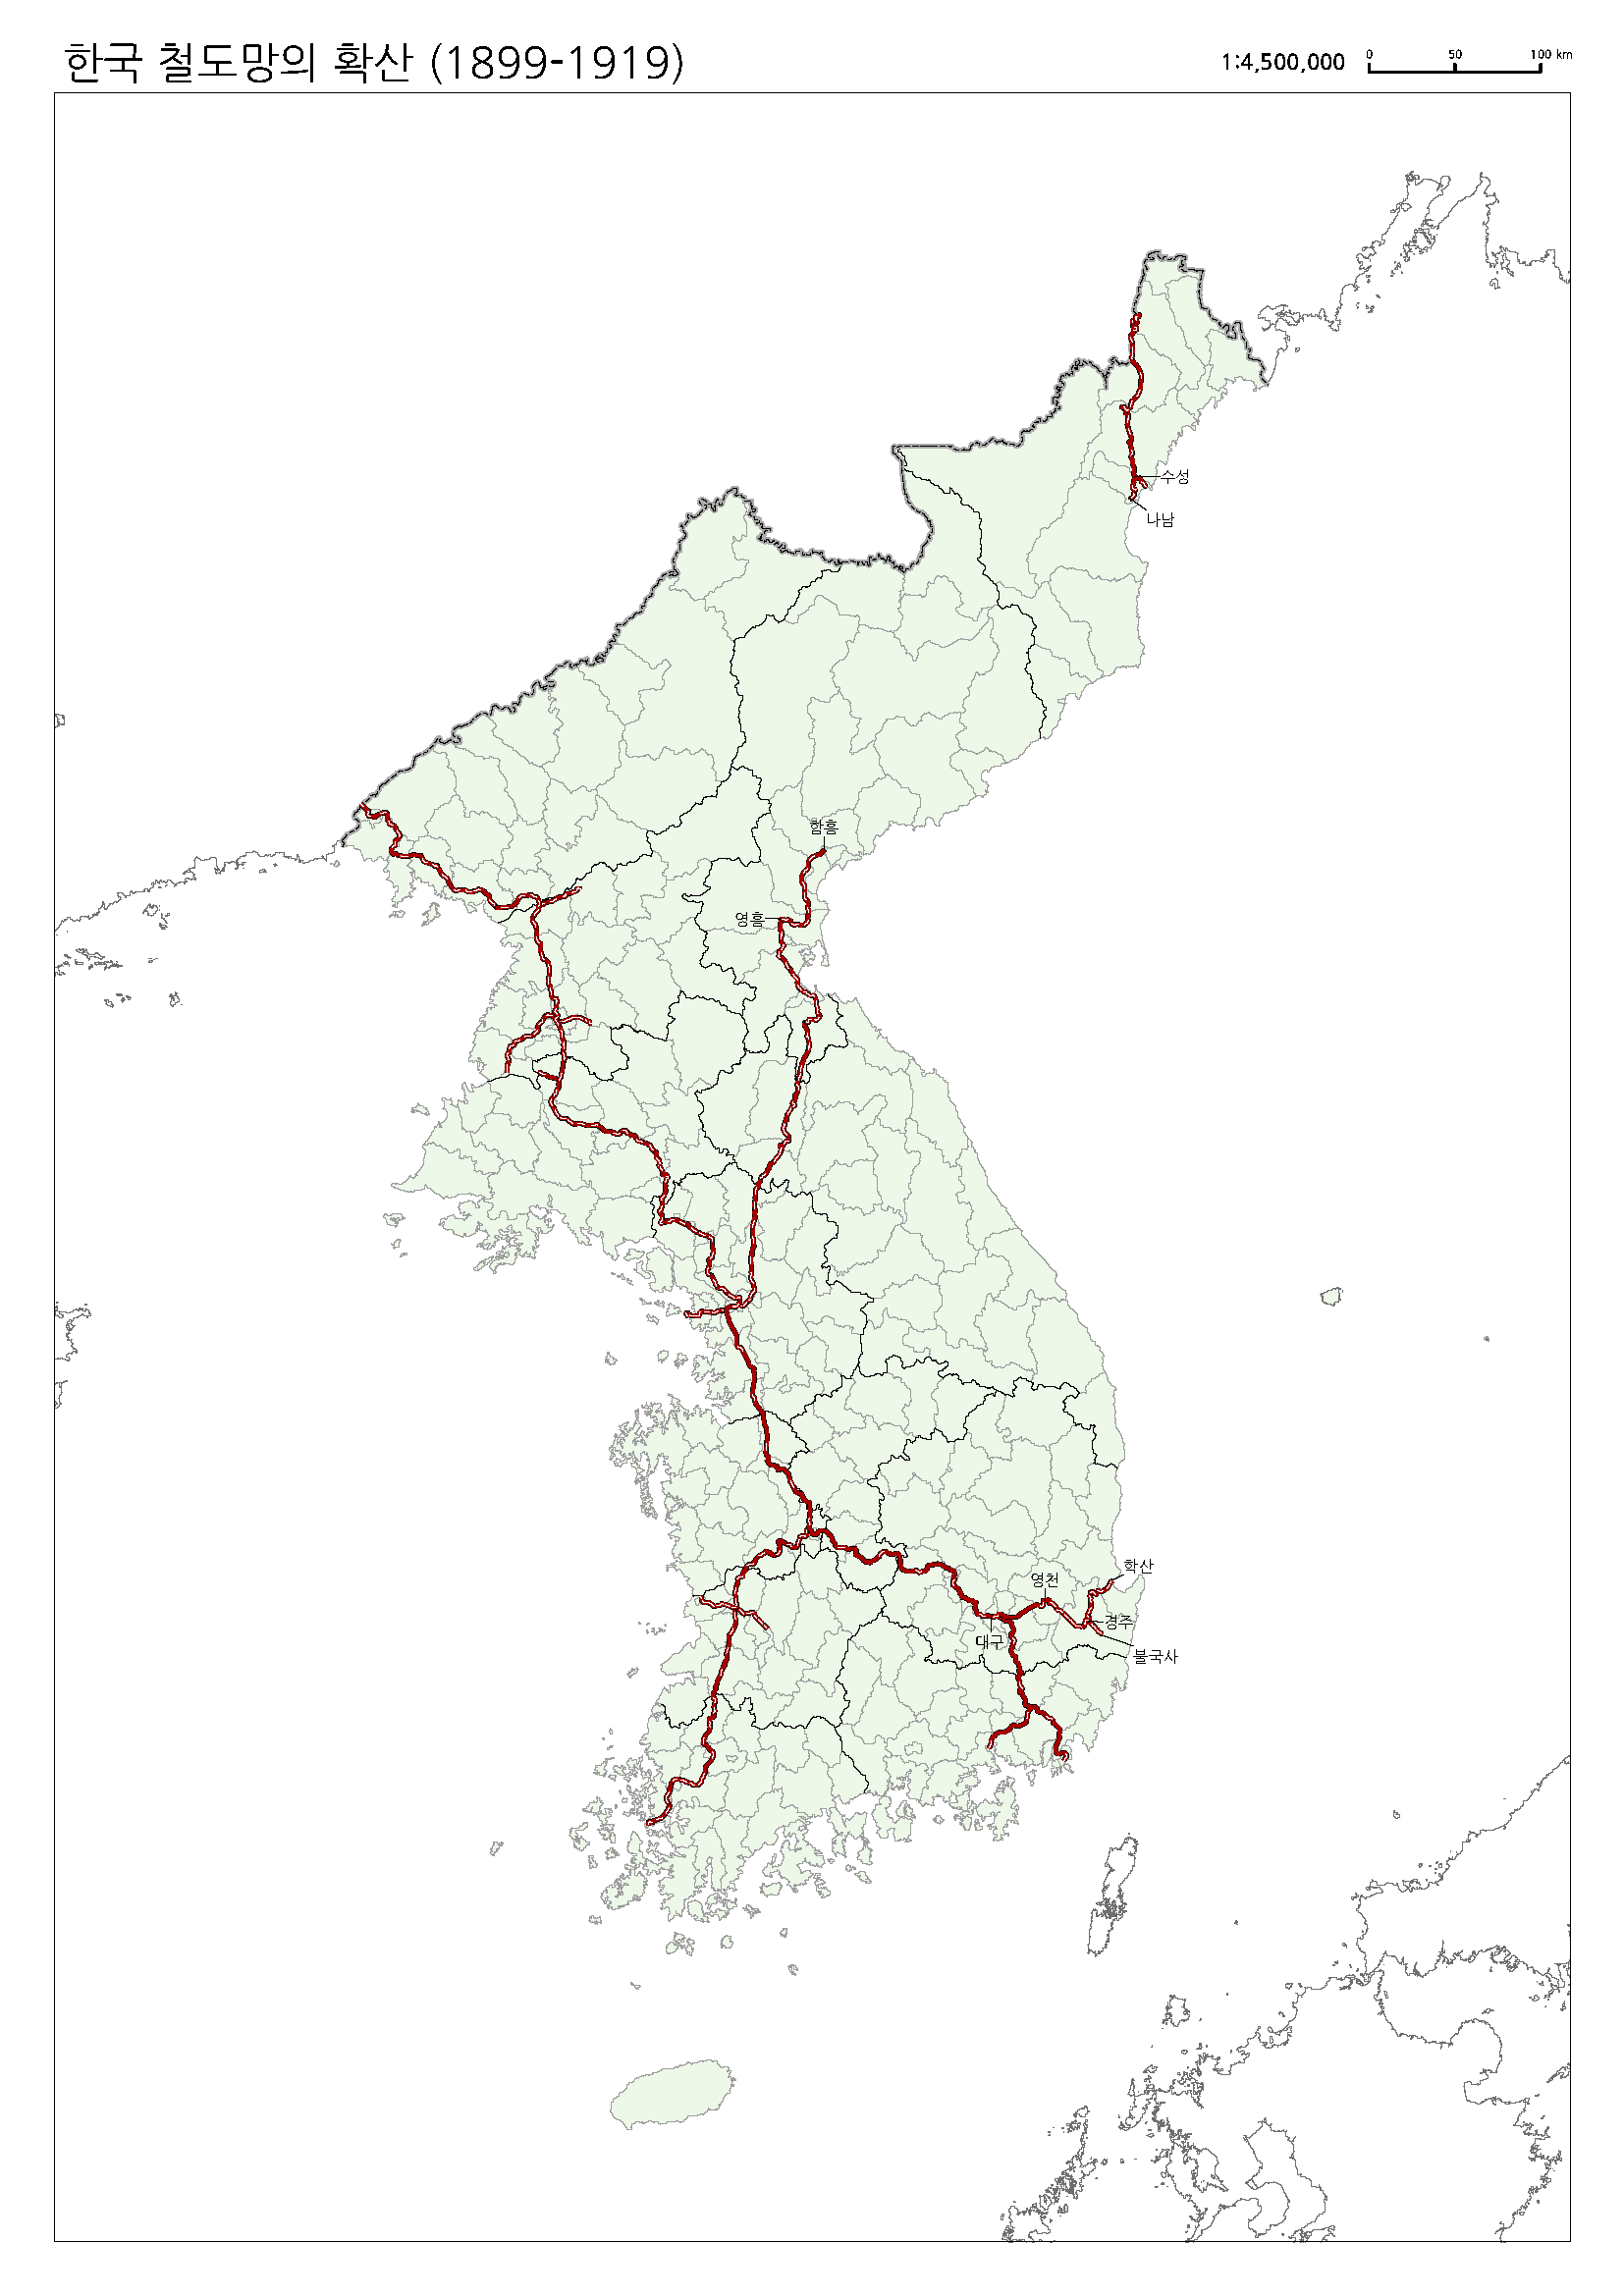 한국 철도망의 확산 (1899-1919)
1:4,500,000
0 50 100 km
수성
나남
함흥
영흥
학산
영천
경주
대구
불국사